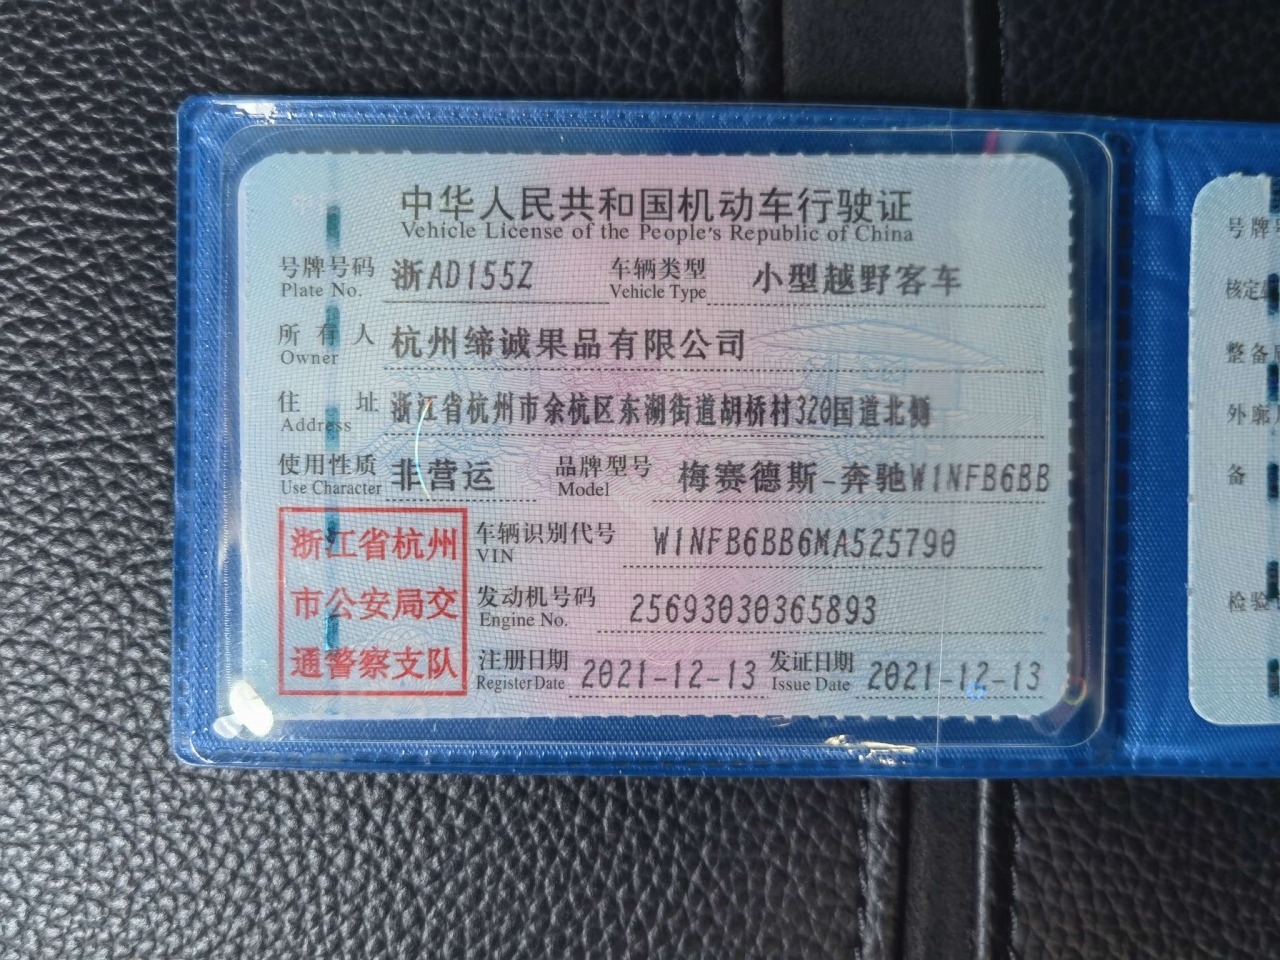 中华人民共和国机动车行驶证
Vehicle License of the People's Republic of China
号牌号码 浙AD155Z 车辆类型 小型越野客车
Plate No. Vehicle Type
所有人 杭州缔诚果品有限公司
Owner
住址 浙江省杭州市余杭区东湖街道胡桥村320国道北侧
Address
使用性质 非营运 品牌型号 梅赛德斯-奔驰W1NFB6BB
Use Character Model
浙江省杭州
市公安局交
通警察支队
车辆识别代号 W1NFB6BB6MA525790
VIN
发动机号码 25693030365893
Engine No.
注册日期 2021-12-13 发证日期 2021-12-13
Register Date Issue Date
号牌
核定
整备
外廓
备
检验